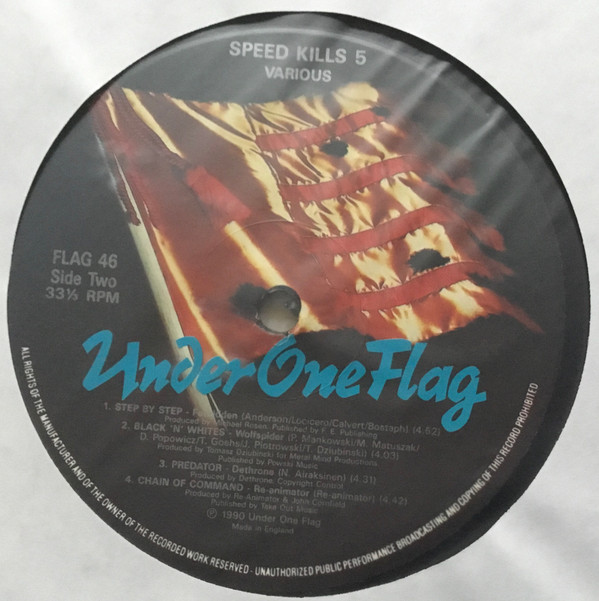 SPEED KILLS 5
VARIOUS
FLAG 46
Side Two
33⅓ RPM
Under One Flag
1. STEP BY STEP - Forbidden (Anderson/Locicero/Calvert/Bostaph) (4.52)
Produced by Michael Rosen. Published by F. E. Publishing
2. BLACK 'N' WHITES - Wolfspider (P. Mankowski/M. Matuszak/
D. Popowicz/T. Goshs/J. Piotrowski/T. Dziubinski) (4.03)
Produced by Tomasz Dziubinski for Metal Mind Productions
Published by Music
3. PREDATOR - Dethrone (N. Airaksinen) (4.31)
Produced by Dethrone. Copyright Control
4. CHAIN OF COMMAND - Re-animator (Re-animator) (4.42)
Produced by Re-Animator & John Cornfield
Published by Take Out Music
Ⓟ 1990 Under One Flag
Made in England
ALL RIGHTS OF THE MANUFACTURER AND OF THE OWNER OF THE RECORDED WORK RESERVED - UNAUTHORIZED PUBLIC PERFORMANCE BROADCASTING AND COPYING OF THIS RECORD PROHIBITED